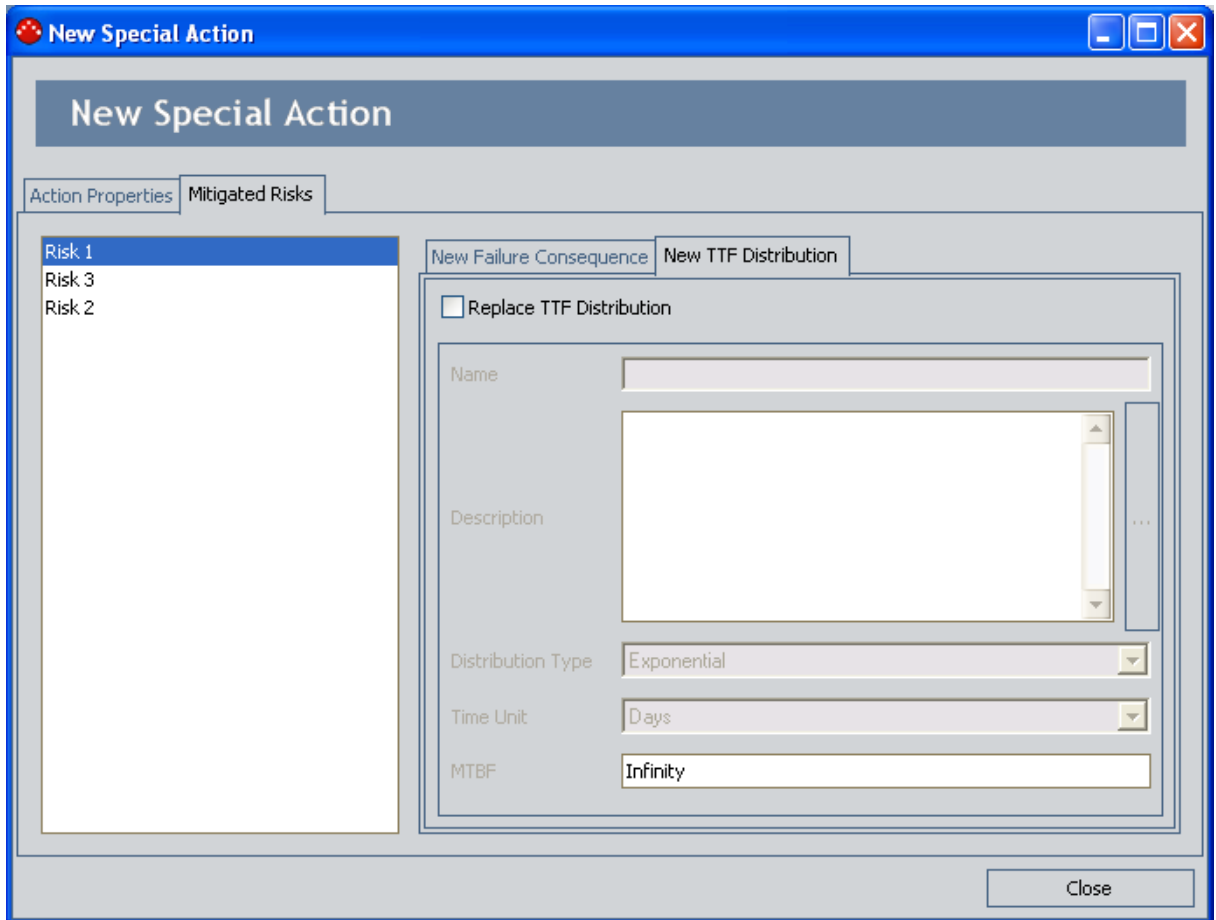 New Special Action
New Special Action
Action Properties Mitigated Risks
Risk 1
Risk 3
Risk 2
New Failure Consequence New TTF Distribution
Replace TTF Distribution
Name
Description
...
Distribution Type Exponential
Time Unit Days
MTBF Infinity
Close